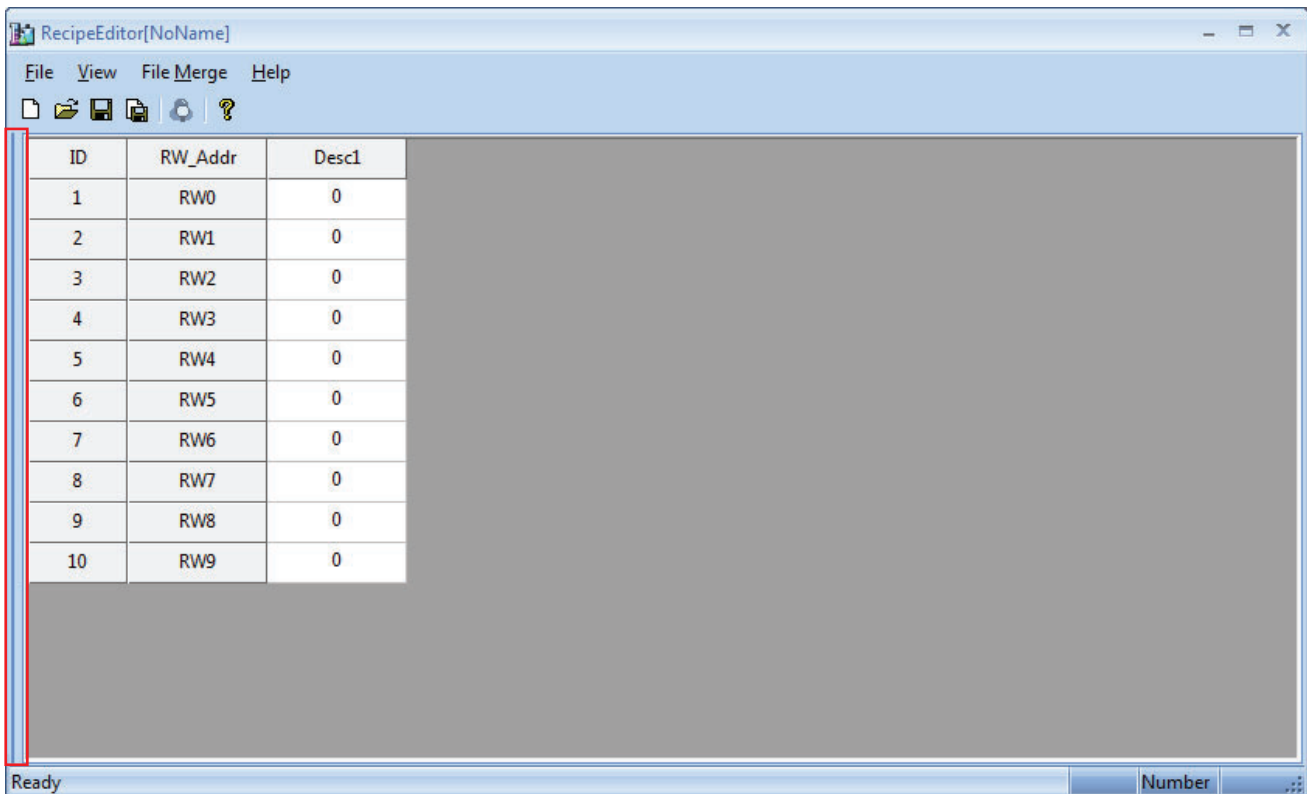 RecipeEditor[NoName]
File View File Merge Help
ID RW_Addr Desc1
1 RW0 0
2 RW1 0
3 RW2 0
4 RW3 0
5 RW4 0
6 RW5 0
7 RW6 0
8 RW7 0
9 RW8 0
10 RW9 0
Ready Number